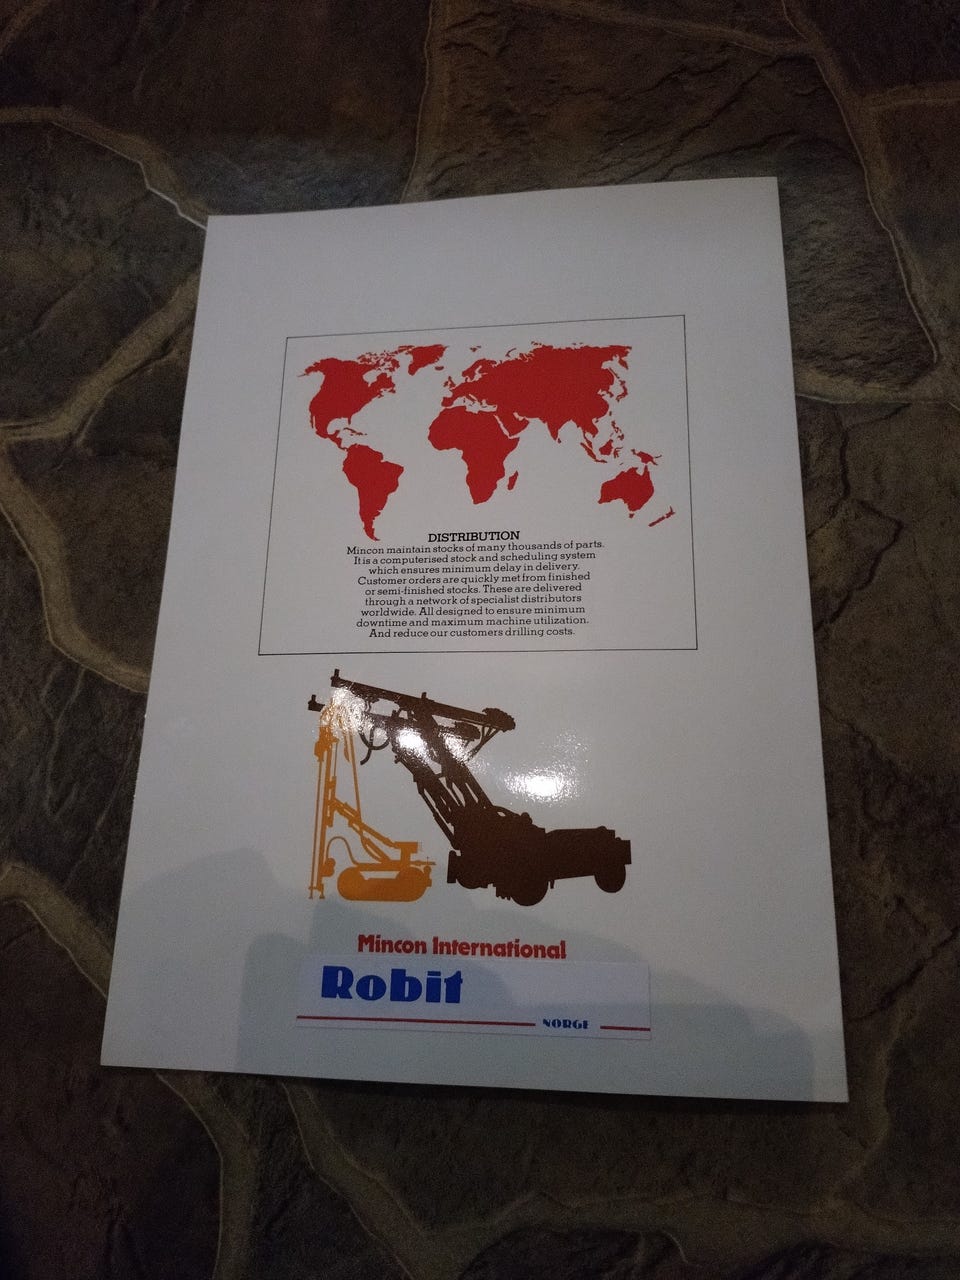 DISTRIBUTION
Mincon maintain stocks of many thousands of parts.
It is a computerised stock and scheduling system
which ensures minimum delay in delivery.
Customer orders are quickly met from finished
or semi-finished stocks. These are delivered
through a network of specialist distributors
worldwide. All designed to ensure minimum
downtime and maximum machine utilization.
And reduce our customers drilling costs.
Mincon International
Robit
NORGE